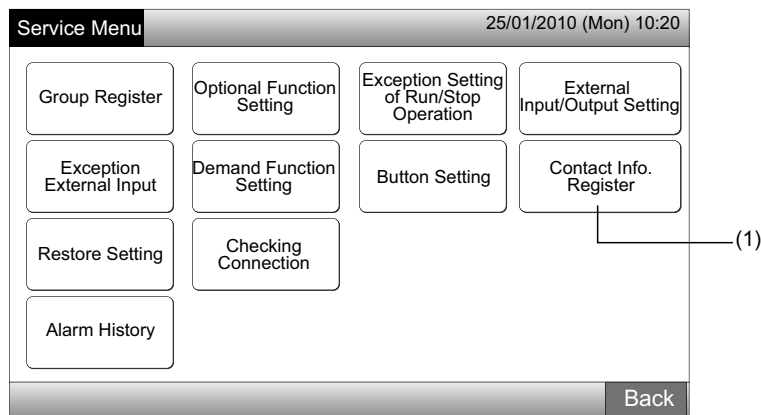 Service Menu
25/01/2010 (Mon) 10:20
Group Register
Optional Function
Setting
Exception Setting
of Run/Stop
Operation
External
Input/Output Setting
Exception
External Input
Demand Function
Setting
Button Setting
Contact Info.
Register
(1)
Restore Setting
Checking
Connection
Alarm History
Back